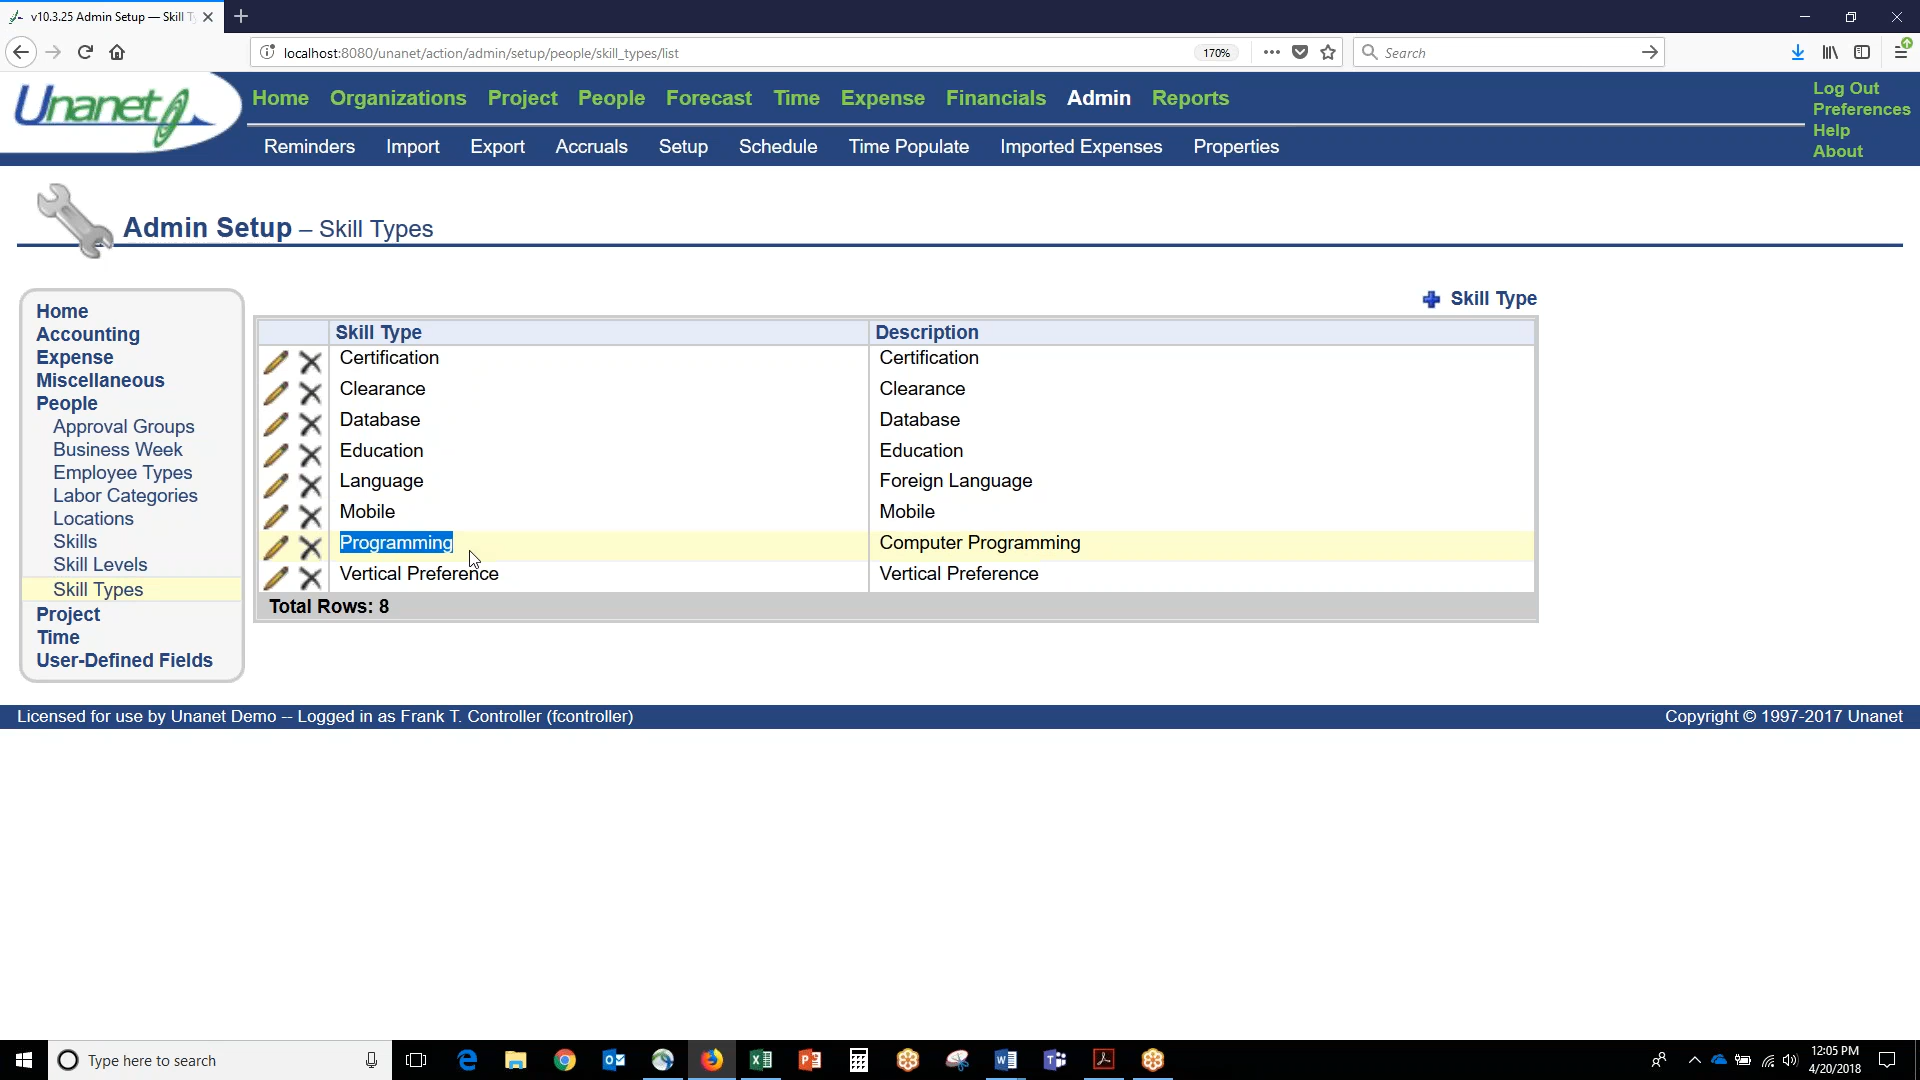 v10.3.25 Admin Setup — Skill T
localhost:8080/unanet/action/admin/setup/people/skill_types/list
170%
Search
Unanet
Home Organizations Project People Forecast Time Expense Financials Admin Reports
Log Out
Preferences
Help
About
Reminders Import Export Accruals Setup Schedule Time Populate Imported Expenses Properties
Admin Setup – Skill Types
Home
Accounting
Expense
Miscellaneous
People
Approval Groups
Business Week
Employee Types
Labor Categories
Locations
Skills
Skill Levels
Skill Types
Project
Time
User-Defined Fields
Skill Type
Skill Type Description
Certification Certification
Clearance Clearance
Database Database
Education Education
Language Foreign Language
Mobile Mobile
Programming Computer Programming
Vertical Preference Vertical Preference
Total Rows: 8
Licensed for use by Unanet Demo -- Logged in as Frank T. Controller (fcontroller)
Copyright © 1997-2017 Unanet
Type here to search
12:05 PM
4/20/2018